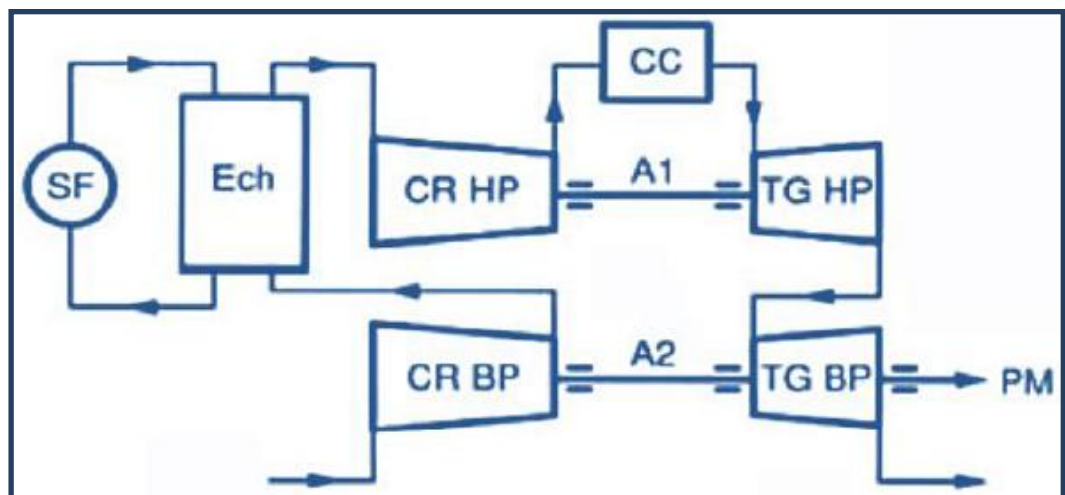 CC
SF
Ech
CR HP
A1
TG HP
CR BP
A2
TG BP
PM